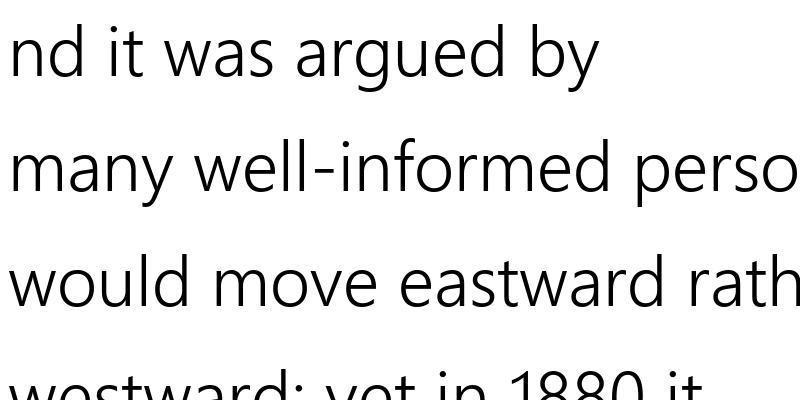 nd it was argued by
many well-informed perso
would move eastward rath
westward; yet in 1880 it